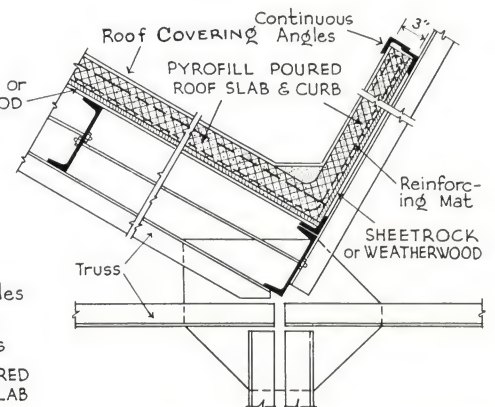 Continuous
Angles
3"
Roof COVERING
PYROFILL POURED
ROOF SLAB & CURB
or
OD
Reinforc-
ing Mat
SHEETROCK
or WEATHERWOOD
Truss
les
S
RED
LAB